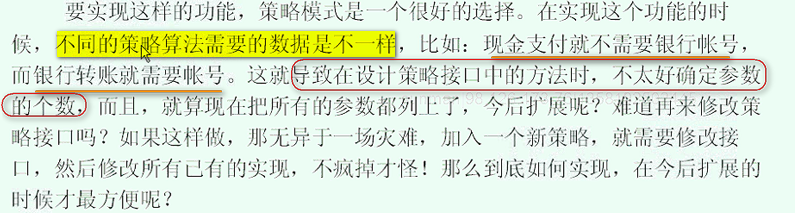 要实现这样的功能，策略模式是一个很好的选择。在实现这个功能的时
候，不同的策略算法需要的数据是不一样，比如：现金支付就不需要银行帐号，
而银行转账就需要帐号。这就导致在设计策略接口中的方法时，不太好确定参数
的个数，而且，就算现在把所有的参数都列上了，今后扩展呢？难道再来修改策
略接口吗？如果这样做，那无异于一场灾难，加入一个新策略，就需要修改接
口，然后修改所有已有的实现，不疯掉才怪！那么到底如何实现，在今后扩展的
时候才最方便呢？